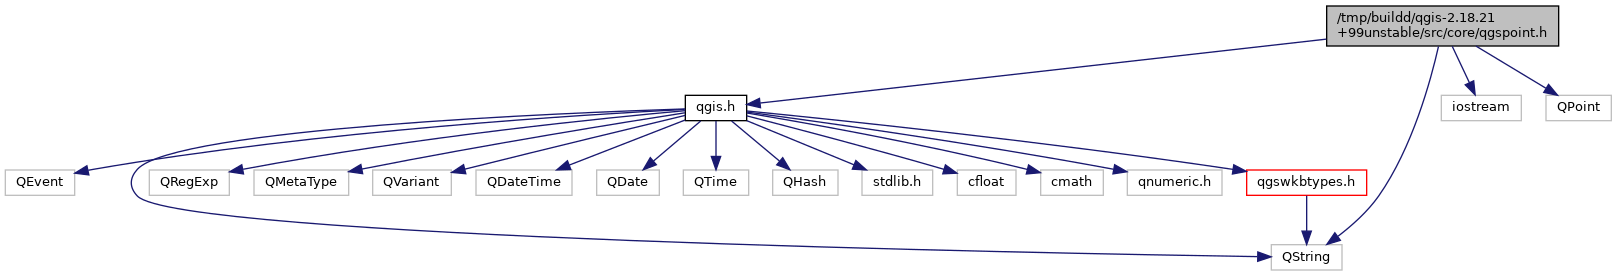 /tmp/buildd/qgis-2.18.21
+99unstable/src/core/qgspoint.h
qgis.h
iostream
QPoint
QEvent
QRegExp
QMetaType
QVariant
QDateTime
QDate
QTime
QHash
stdlib.h
cfloat
cmath
qnumeric.h
qgswkbtypes.h
QString